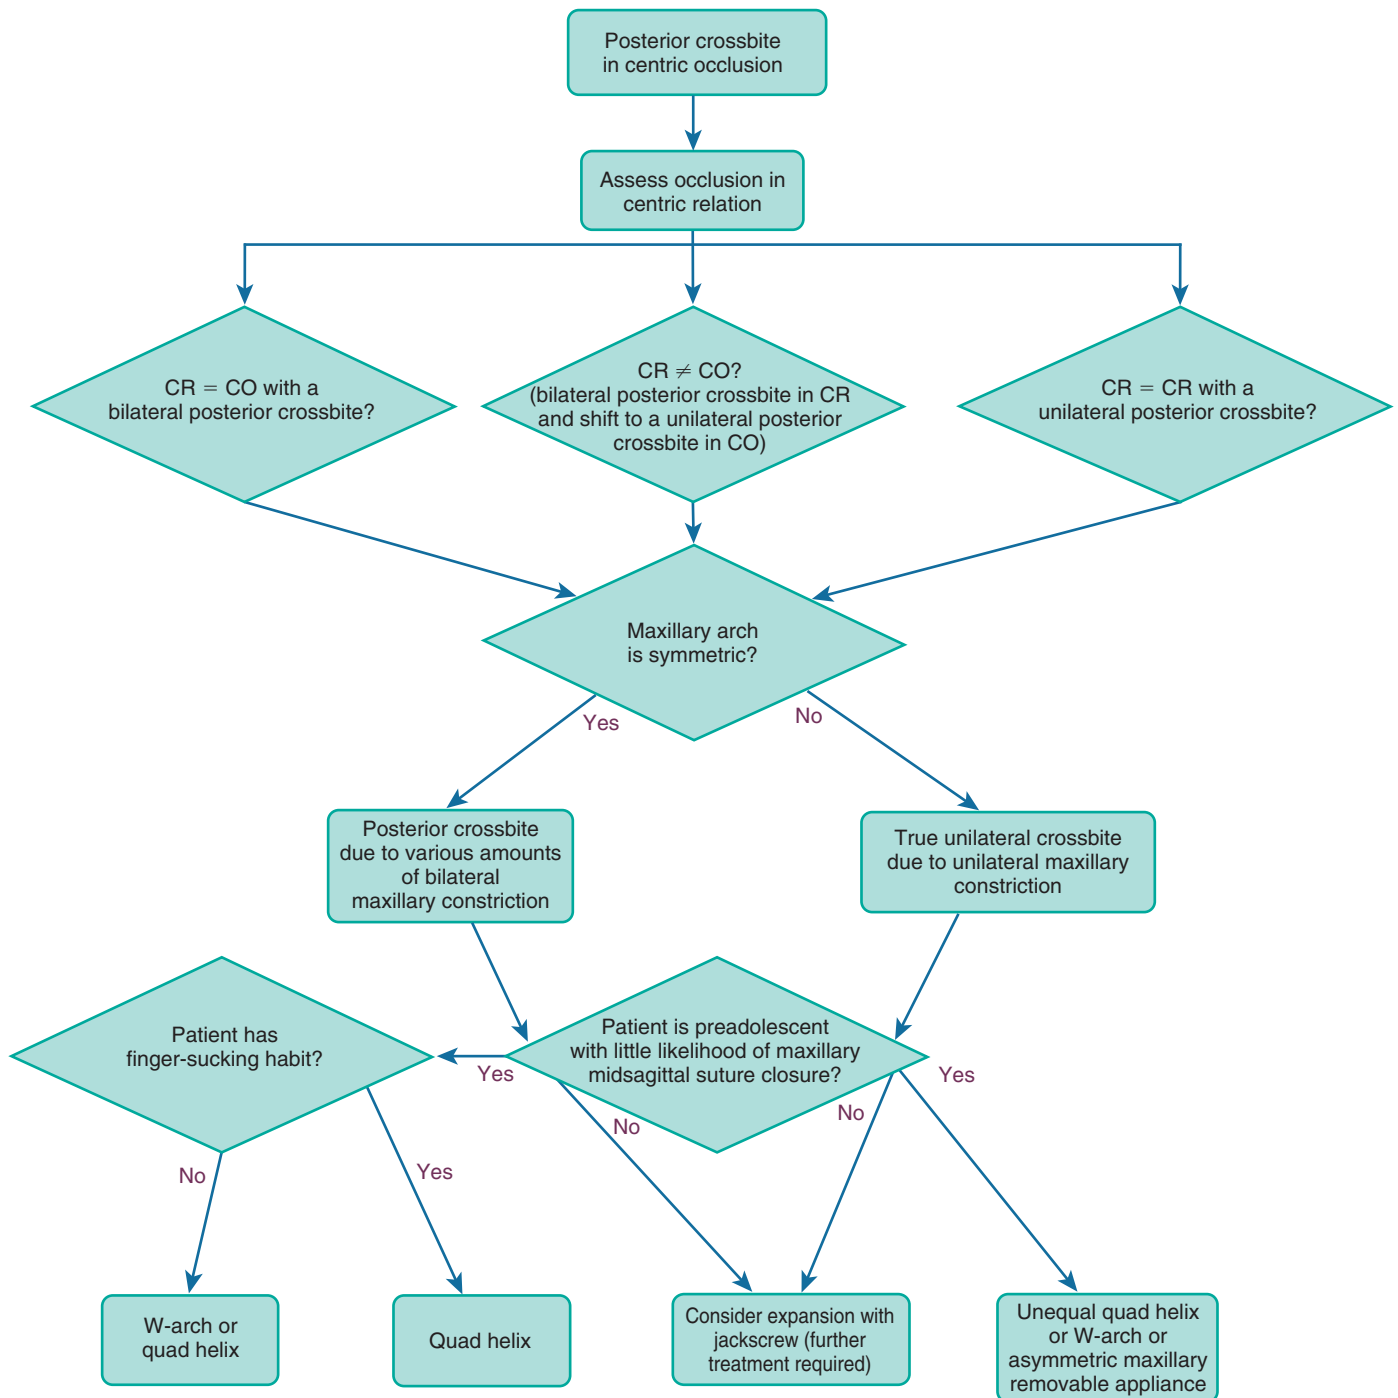 Posterior crossbite
in centric occlusion
Assess occlusion in
centric relation
CR = CO with a
bilateral posterior crossbite?
CR ≠ CO?
(bilateral posterior crossbite in CR
and shift to a unilateral posterior
crossbite in CO)
CR = CR with a
unilateral posterior crossbite?
Maxillary arch
is symmetric?
Yes
No
Posterior crossbite
due to various amounts
of bilateral
maxillary constriction
True unilateral crossbite
due to unilateral maxillary
constriction
Patient has
finger-sucking habit?
Patient is preadolescent
with little likelihood of maxillary
midsagittal suture closure?
Yes
Yes
No
No
No
Yes
W-arch or
quad helix
Quad helix
Consider expansion with
jackscrew (further
treatment required)
Unequal quad helix
or W-arch or
asymmetric maxillary
removable appliance